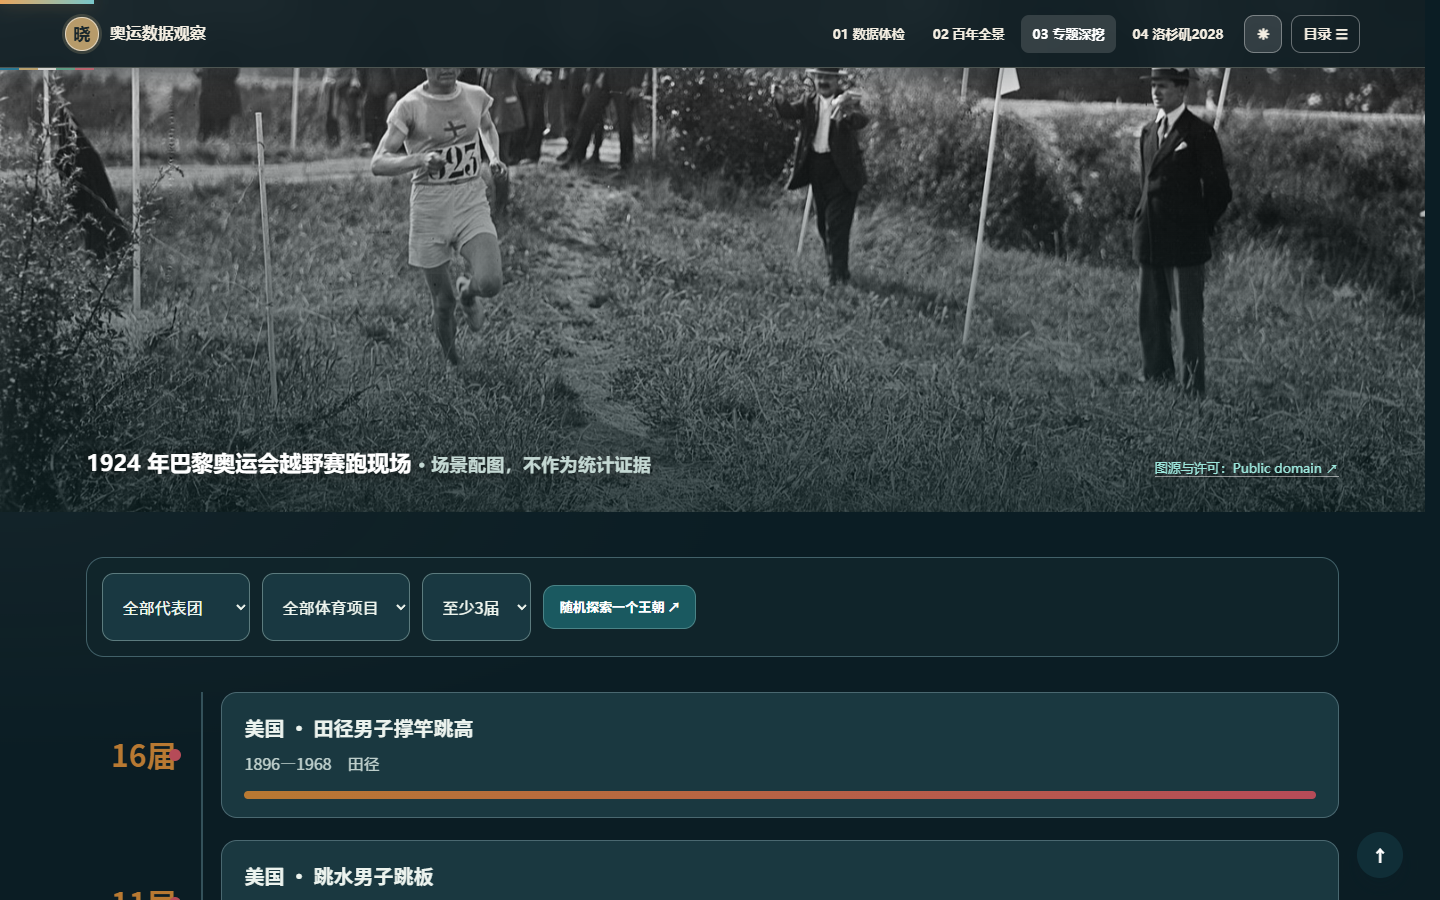 晓 奥运数据观察 01 数据体检 02 百年全景 03 专题深挖 04 洛杉矶2028 目录 ☰
323
1924 年巴黎奥运会越野赛跑现场 · 场景配图，不作为统计证据
图源与许可：Public domain ↗
全部代表团 全部体育项目 至少3届 随机探索一个王朝 ↗
16届
美国 · 田径男子撑竿跳高
1896—1968 田径
11届
美国 · 跳水男子跳板